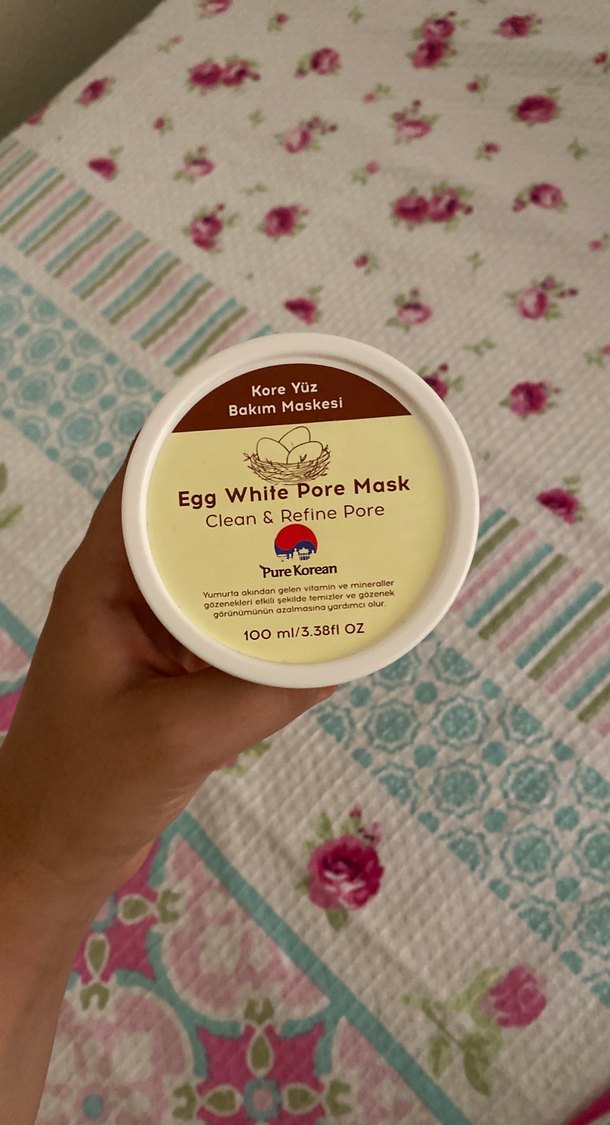 Kore Yüz
Bakım Maskesi
Egg White Pore Mask
Clean & Refine Pore
Pure Korean
Yumurta akından gelen vitamin ve mineraller
gözenekleri etkili şekilde temizler ve gözenek
görünümünün azalmasına yardımcı olur.
100 ml/3.38fl OZ